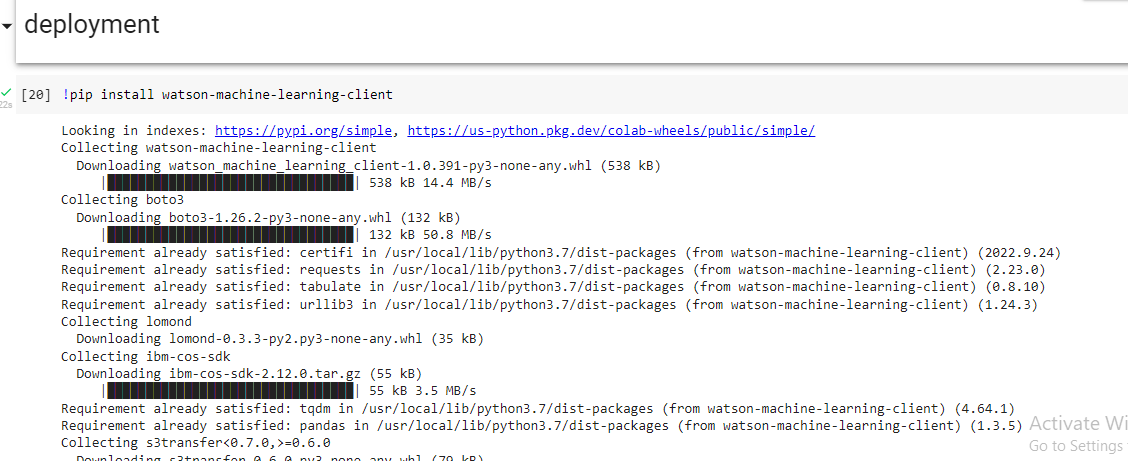 deployment
[20] !pip install watson-machine-learning-client
22s
Looking in indexes: https://pypi.org/simple, https://us-python.pkg.dev/colab-wheels/public/simple/
Collecting watson-machine-learning-client
Downloading watson_machine_learning_client-1.0.391-py3-none-any.whl (538 kB)
538 kB 14.4 MB/s
Collecting boto3
Downloading boto3-1.26.2-py3-none-any.whl (132 kB)
132 kB 50.8 MB/s
Requirement already satisfied: certifi in /usr/local/lib/python3.7/dist-packages (from watson-machine-learning-client) (2022.9.24)
Requirement already satisfied: requests in /usr/local/lib/python3.7/dist-packages (from watson-machine-learning-client) (2.23.0)
Requirement already satisfied: tabulate in /usr/local/lib/python3.7/dist-packages (from watson-machine-learning-client) (0.8.10)
Requirement already satisfied: urllib3 in /usr/local/lib/python3.7/dist-packages (from watson-machine-learning-client) (1.24.3)
Collecting lomond
Downloading lomond-0.3.3-py2.py3-none-any.whl (35 kB)
Collecting ibm-cos-sdk
Downloading ibm-cos-sdk-2.12.0.tar.gz (55 kB)
55 kB 3.5 MB/s
Requirement already satisfied: tqdm in /usr/local/lib/python3.7/dist-packages (from watson-machine-learning-client) (4.64.1)
Requirement already satisfied: pandas in /usr/local/lib/python3.7/dist-packages (from watson-machine-learning-client) (1.3.5)
Collecting s3transfer<0.7.0,>=0.6.0
Downloading s3transfer-0.6.0-py3-none-any.whl (79 kB)
Activate Wi
Go to Settings